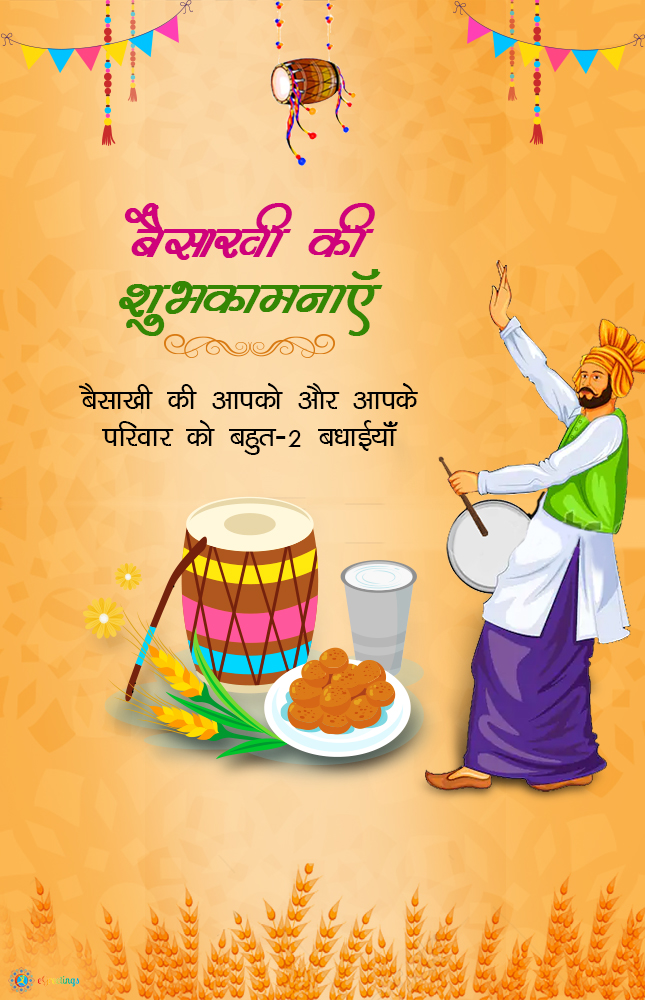 बैसाखी की
शुभकामनाएँ
बैसाखी की आपको और आपके
परिवार को बहुत-2 बधाईयाँ